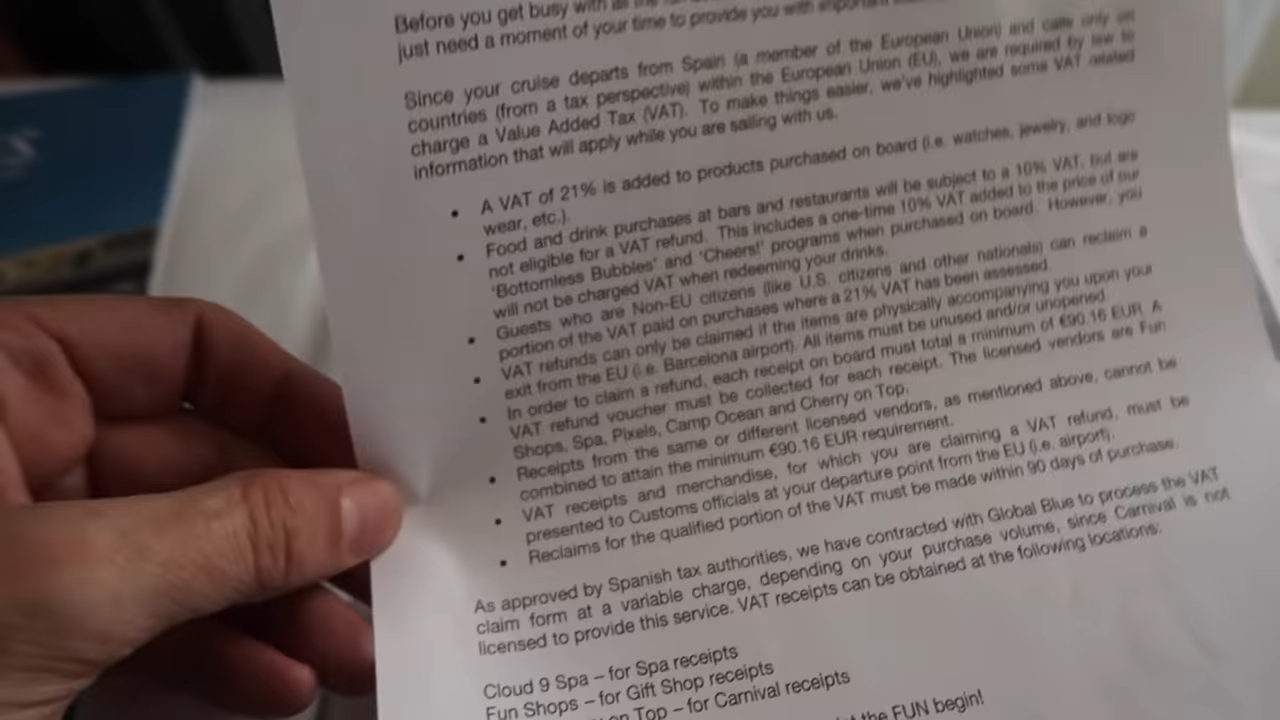 S
Before you get busy with all the
just need a moment of your time to provide you with important
Since your cruise departs from Spain (a member of the European Union) and calls only on
countries (from a tax perspective) within the European Union (EU), we are required by law to
charge a Value Added Tax (VAT). To make things easier, we've highlighted some VAT related
information that will apply while you are sailing with us.
• A VAT of 21% is added to products purchased on board (i.e. watches, jewelry, and logo
wear, etc.).
• Food and drink purchases at bars and restaurants will be subject to a 10% VAT, but are
not eligible for a VAT refund. This includes a one-time 10% VAT added to the price of our
'Bottomless Bubbles' and 'Cheers!' programs when purchased on board. However, you
will not be charged VAT when redeeming your drinks.
• Guests who are Non-EU citizens (like U.S. citizens and other nationals) can reclaim a
portion of the VAT paid on purchases where a 21% VAT has been assessed.
• VAT refunds can only be claimed if the items are physically accompanying you upon your
exit from the EU (i.e. Barcelona airport). All items must be unused and/or unopened.
• In order to claim a refund, each receipt on board must total a minimum of €90.16 EUR. A
VAT refund voucher must be collected for each receipt. The licensed vendors are Fun
Shops, Spa, Pixels, Camp Ocean and Cherry on Top.
• Receipts from the same or different licensed vendors, as mentioned above, cannot be
combined to attain the minimum €90.16 EUR requirement.
• VAT receipts and merchandise, for which you are claiming a VAT refund, must be
presented to Customs officials at your departure point from the EU (i.e. airport).
• Reclaims for the qualified portion of the VAT must be made within 90 days of purchase.
As approved by Spanish tax authorities, we have contracted with Global Blue to process the VAT
claim form at a variable charge, depending on your purchase volume, since Carnival is not
licensed to provide this service. VAT receipts can be obtained at the following locations:
Cloud 9 Spa – for Spa receipts
Fun Shops – for Gift Shop receipts
on Top – for Carnival receipts
the FUN begin!